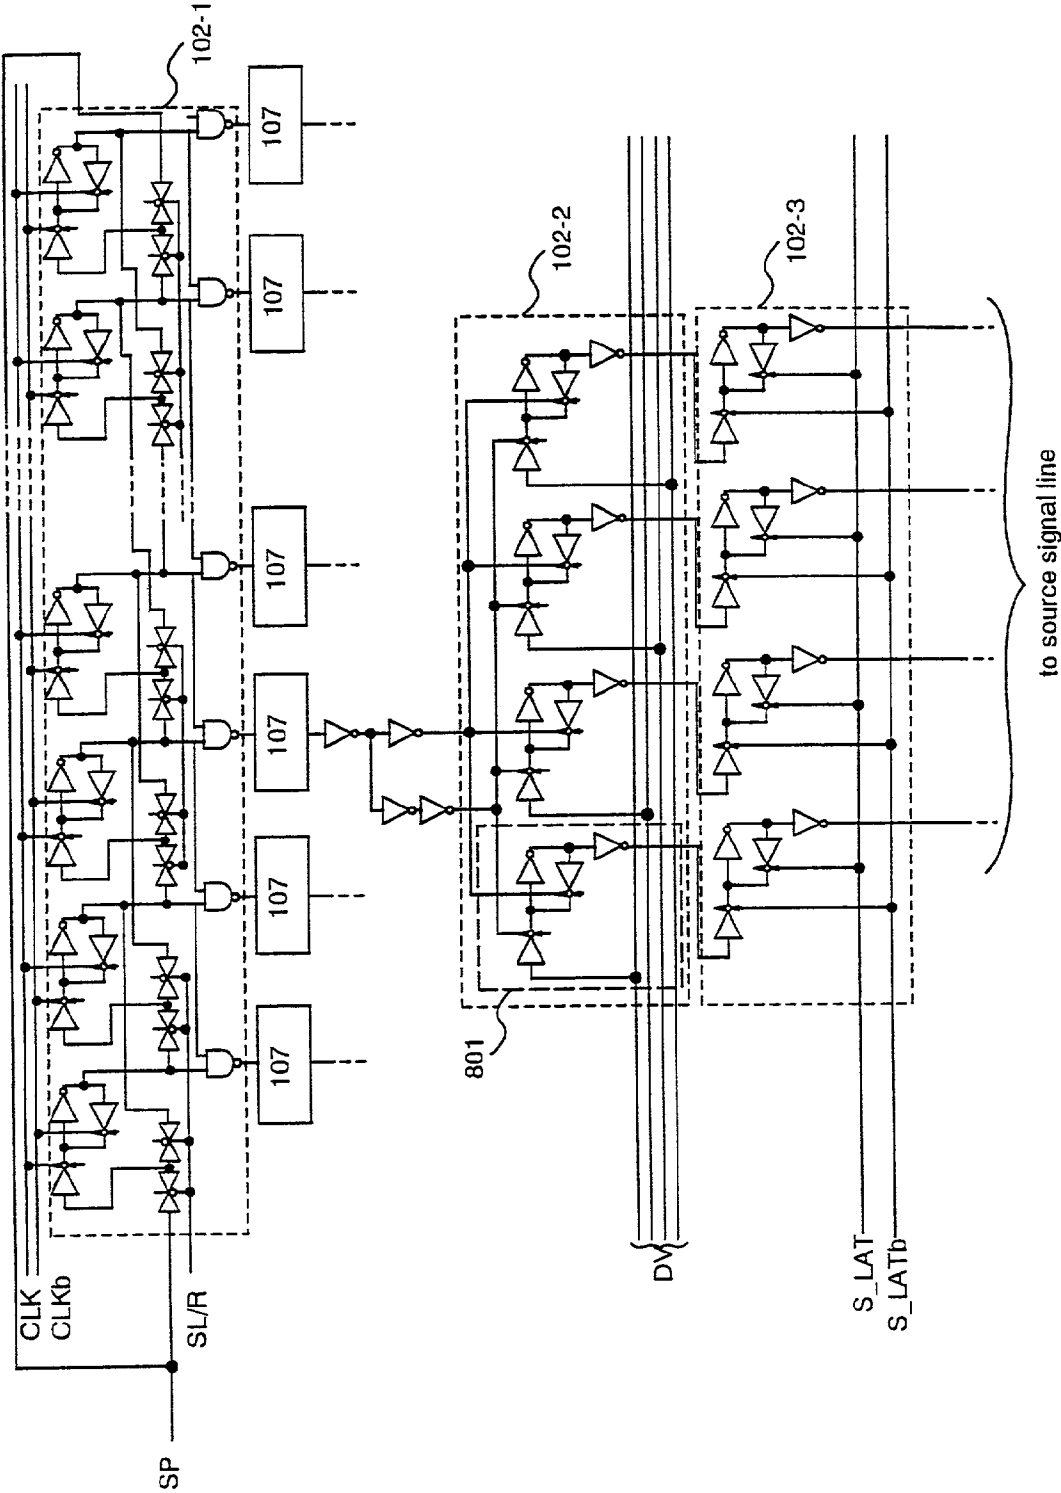 SP
SL/R
CLK
CLKb
102-1
107
107
107
107
107
107
801
102-2
102-3
DV
S_LAT
S_LATb
to source signal line